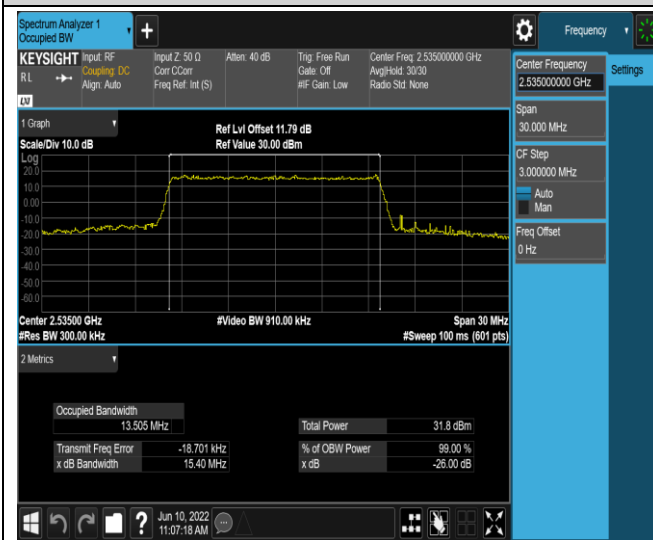 Spectrum Analyzer 1
Occupied BW
+
Frequency
KEYSIGHT
RL
LXI
Input: RF
Coupling: DC
Align: Auto
Input Z: 50 Ω
Corr CCorr
Freq Ref: Int (S)
Atten: 40 dB
Trig: Free Run
Gate: Off
#IF Gain: Low
Center Freq: 2.535000000 GHz
Avg|Hold: 30/30
Radio Std: None
Center Frequency
2.535000000 GHz
Settings
Span
30.000 MHz
CF Step
3.000000 MHz
Auto
Man
Freq Offset
0 Hz
1 Graph
Scale/Div 10.0 dB
Ref Lvl Offset 11.79 dB
Ref Value 30.00 dBm
Log
20.0
10.0
0.00
-10.0
-20.0
-30.0
-40.0
-50.0
-60.0
Center 2.53500 GHz
#Video BW 910.00 kHz
Span 30 MHz
#Res BW 300.00 kHz
#Sweep 100 ms (601 pts)
2 Metrics
Occupied Bandwidth
13.505 MHz
Total Power 31.8 dBm
Transmit Freq Error -18.701 kHz
% of OBW Power 99.00 %
x dB Bandwidth 15.40 MHz
x dB -26.00 dB
?
Jun 10, 2022
11:07:18 AM